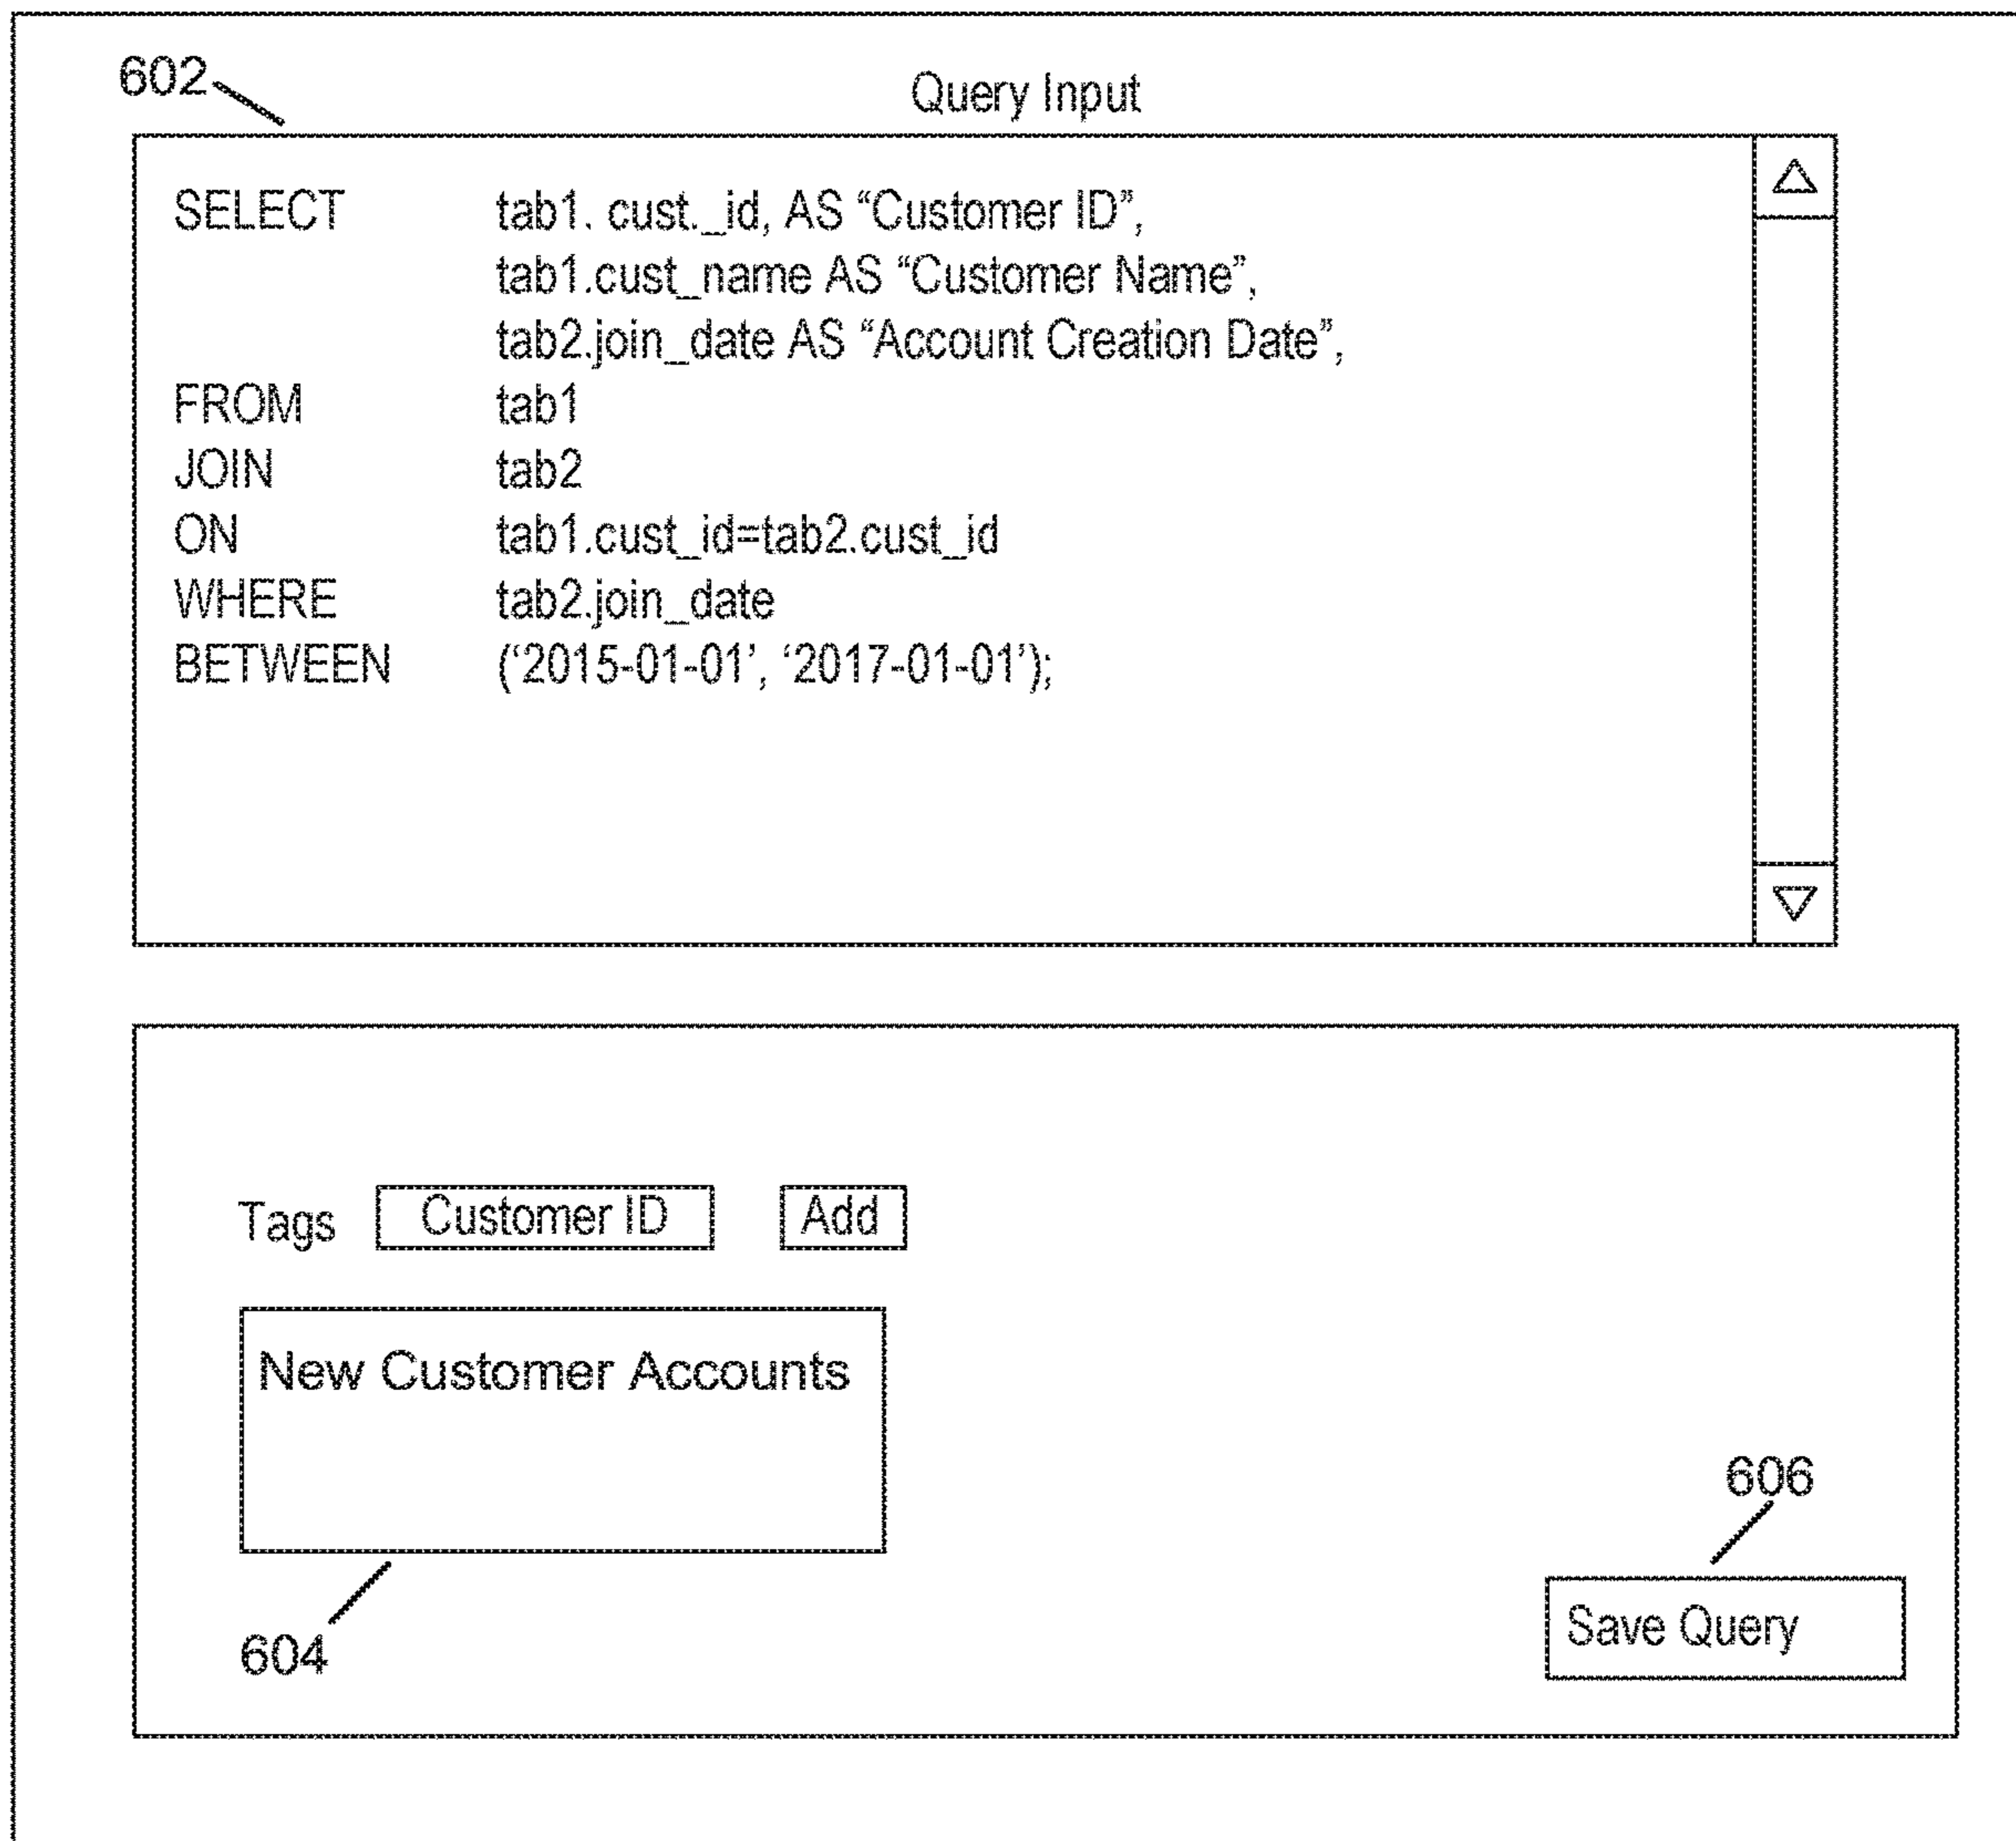 602
Query Input
SELECT tab1. cust._id, AS “Customer ID”,
tab1.cust_name AS “Customer Name”,
tab2.join_date AS “Account Creation Date”,
FROM tab1
JOIN tab2
ON tab1.cust_id=tab2.cust_id
WHERE tab2.join_date
BETWEEN (‘2015-01-01’, ‘2017-01-01’);
Tags Customer ID Add
New Customer Accounts
606
Save Query
604